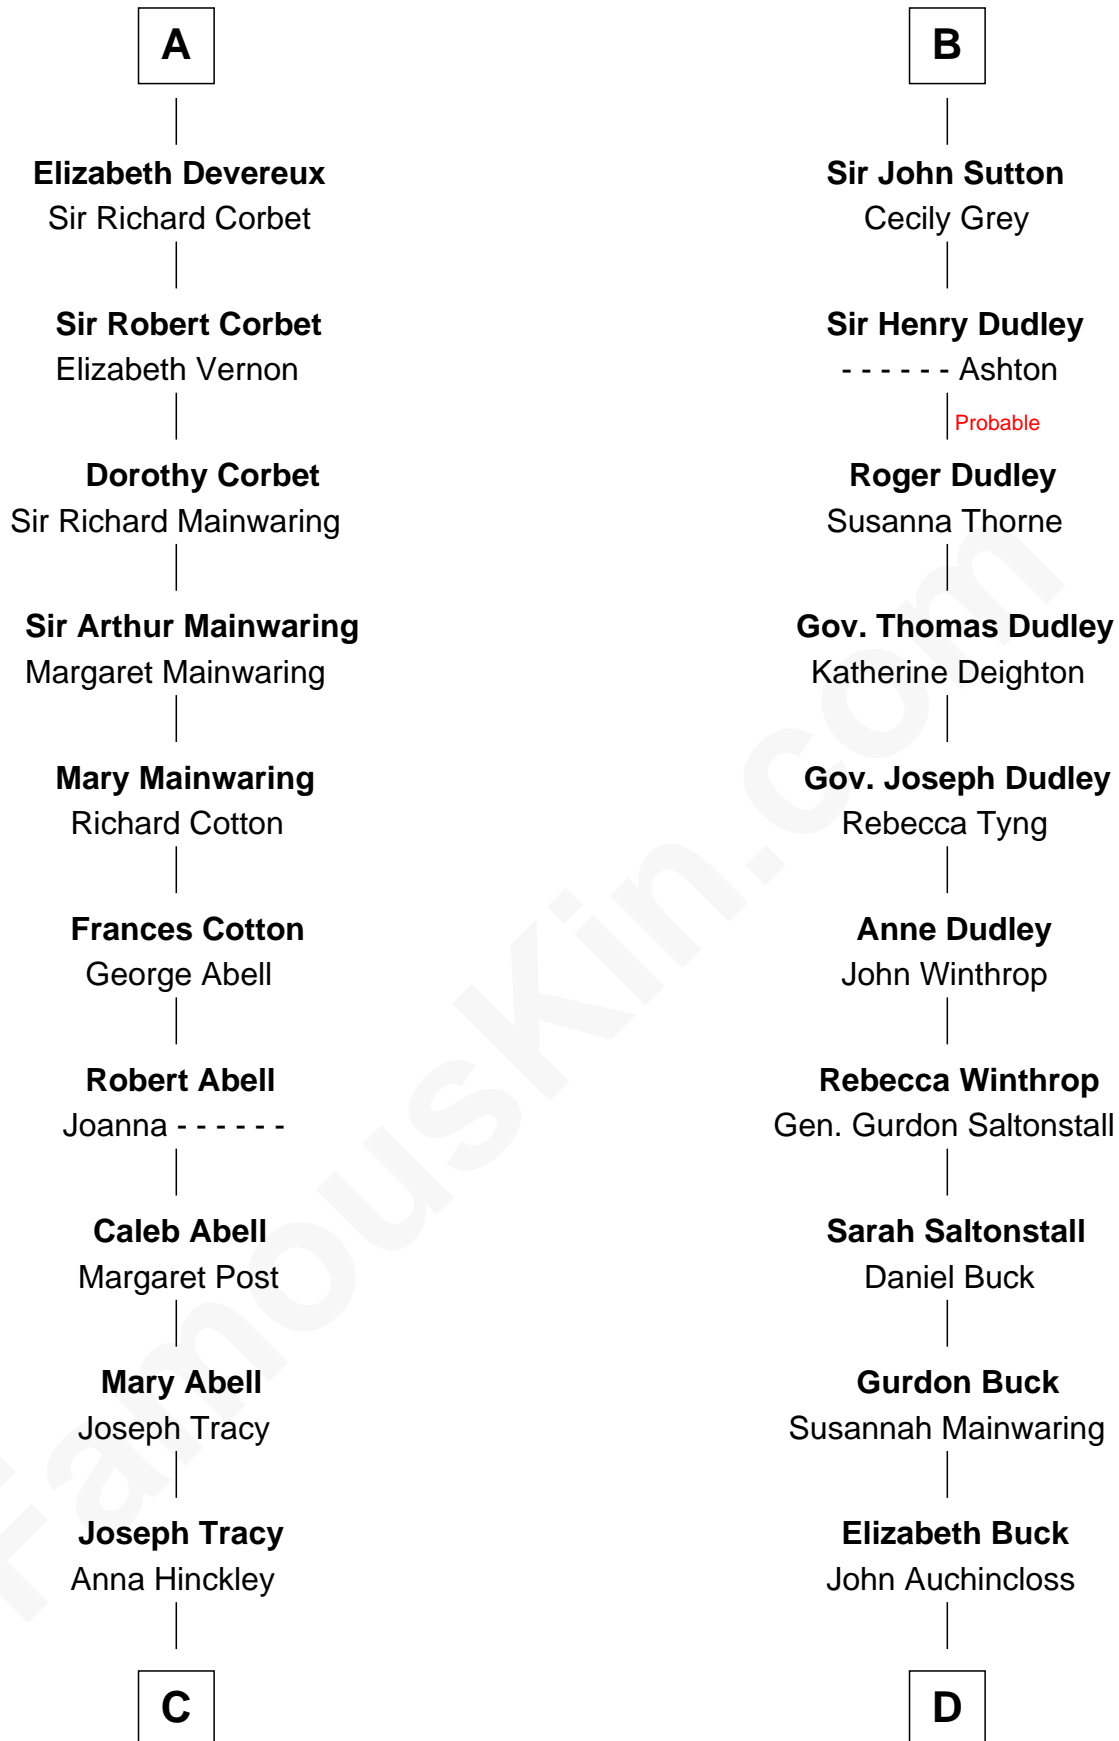 A
Elizabeth Devereux
Sir Richard Corbet
Sir Robert Corbet
Elizabeth Vernon
Dorothy Corbet
Sir Richard Mainwaring
Sir Arthur Mainwaring
Margaret Mainwaring
Mary Mainwaring
Richard Cotton
Frances Cotton
George Abell
Robert Abell
Joanna - - - - - -
Caleb Abell
Margaret Post
Mary Abell
Joseph Tracy
Joseph Tracy
Anna Hinckley
C
B
Sir John Sutton
Cecily Grey
Sir Henry Dudley
- - - - - - Ashton
Probable
Roger Dudley
Susanna Thorne
Gov. Thomas Dudley
Katherine Deighton
Gov. Joseph Dudley
Rebecca Tyng
Anne Dudley
John Winthrop
Rebecca Winthrop
Gen. Gurdon Saltonstall
Sarah Saltonstall
Daniel Buck
Gurdon Buck
Susannah Mainwaring
Elizabeth Buck
John Auchincloss
D
FamousKin.com